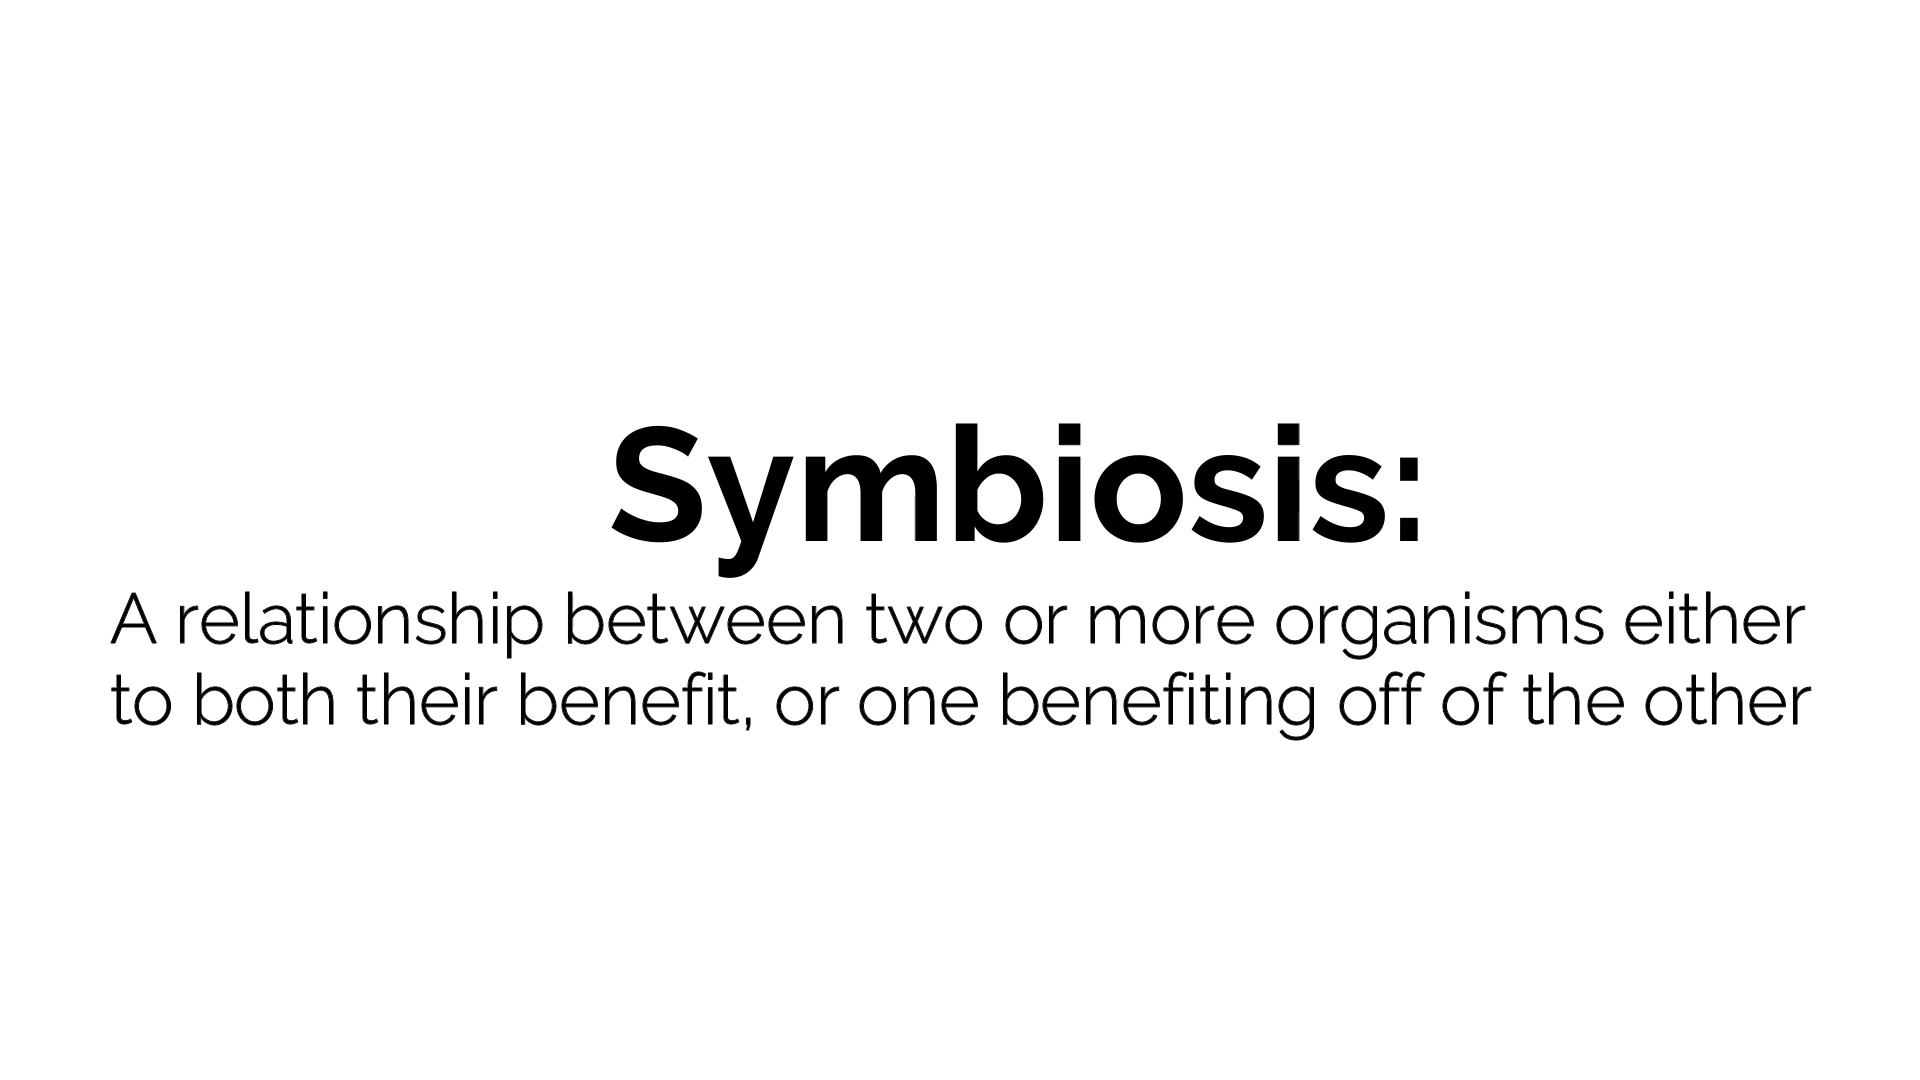 Symbiosis:
A relationship between two or more organisms either
to both their benefit, or one benefiting off of the other